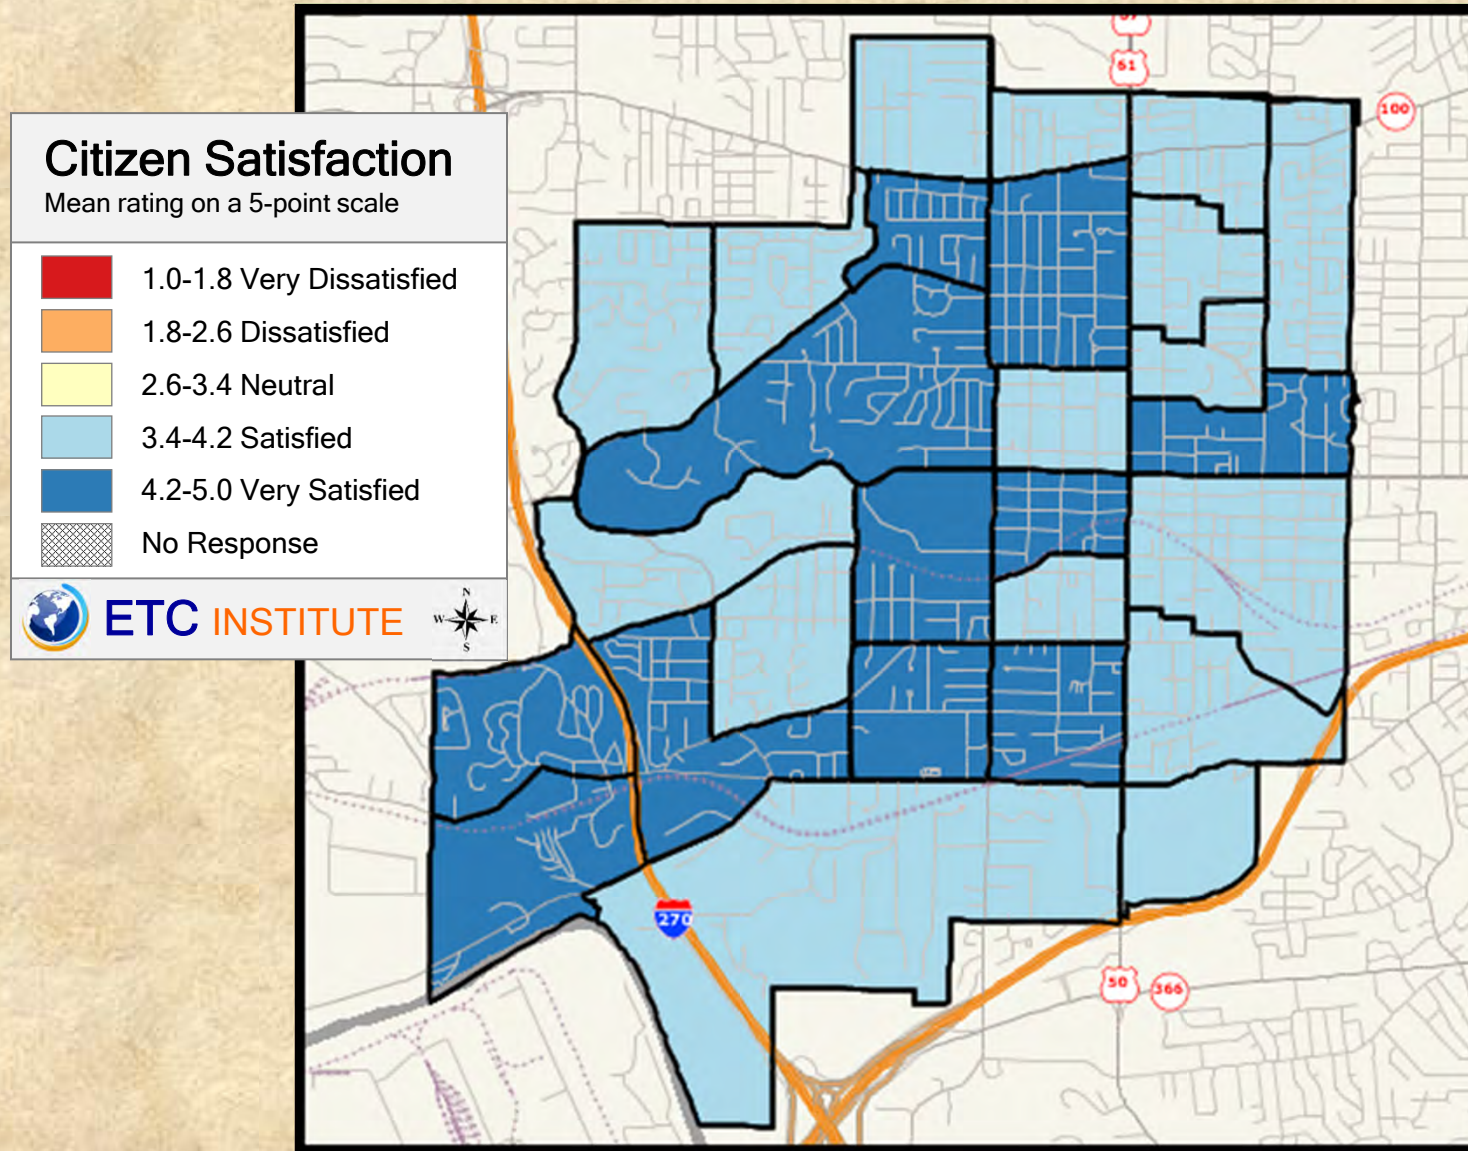 Citizen Satisfaction
Mean rating on a 5-point scale
1.0-1.8 Very Dissatisfied
1.8-2.6 Dissatisfied
2.6-3.4 Neutral
3.4-4.2 Satisfied
4.2-5.0 Very Satisfied
No Response
ETC INSTITUTE
N
W E
S
61
100
270
50
366